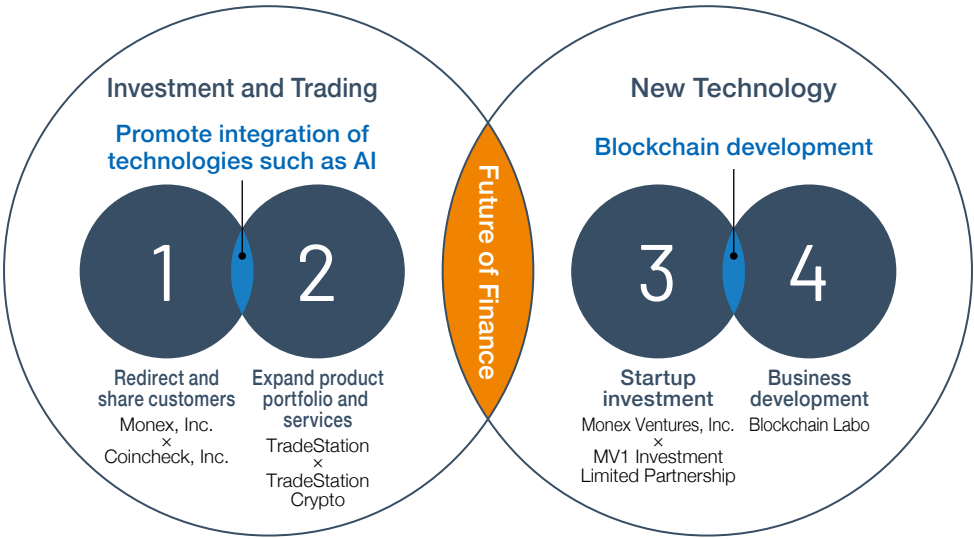 Investment and Trading
Promote integration of
technologies such as AI
1
2
Redirect and
share customers
Monex, Inc.
×
Coincheck, Inc.
Expand product
portfolio and
services
TradeStation
×
TradeStation
Crypto
Future of Finance
New Technology
Blockchain development
3
4
Startup
investment
Monex Ventures, Inc.
×
MV1 Investment
Limited Partnership
Business
development
Blockchain Labo